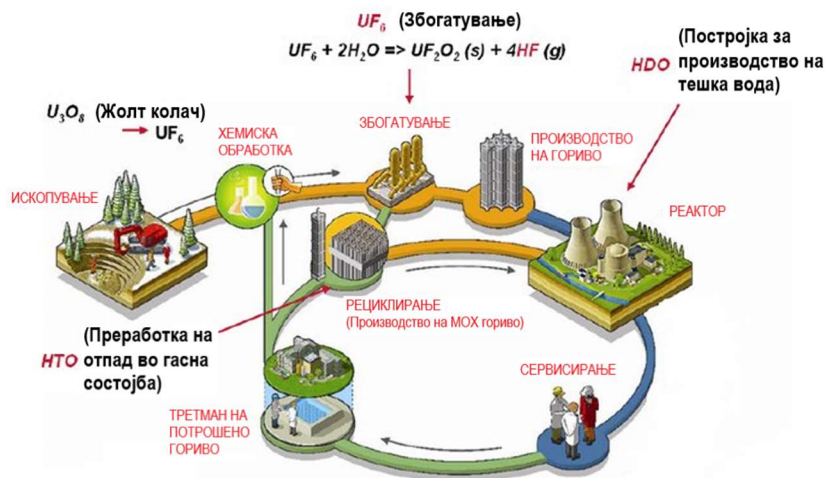 UF₆ (Збогатување)
UF₆ + 2H₂O => UF₂O₂ (s) + 4HF (g)
HDO (Постројка за
производство на
тешка вода)
U₃O₈ (Жолт колач)
UF₆
ХЕМИСКА
ОБРАБОТКА
ЗБОГАТУВАЊЕ
ПРОИЗВОДСТВО
НА ГОРИВО
ИСКОПУВАЊЕ
РЕАКТОР
РЕЦИКЛИРАЊЕ
(Производство на МОХ гориво)
HTO (Преработка на
отпад во гасна
состојба)
СЕРВИСИРАЊЕ
ТРЕТМАН НА
ПОТРОШЕНО
ГОРИВО